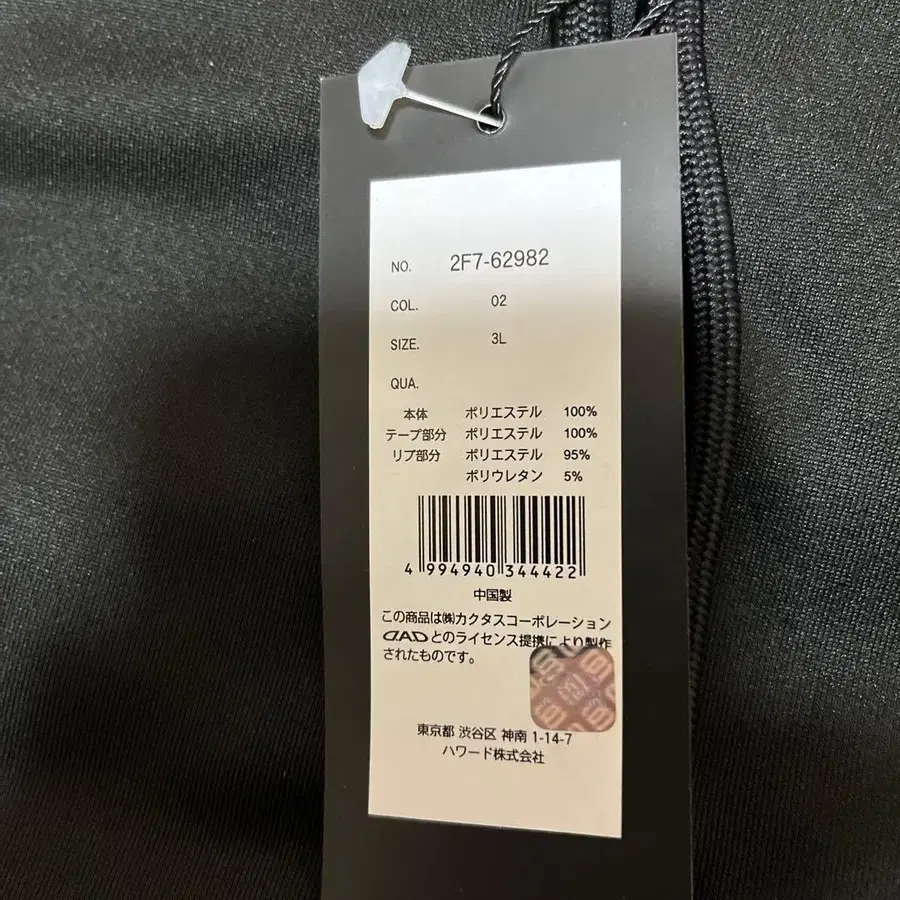 NO. 2F7-62982
COL. 02
SIZE. 3L
QUA.
本体 ポリエステル 100%
テープ部分 ポリエステル 100%
リブ部分 ポリエステル 95%
ポリウレタン 5%
4 994940 344422
中国製
この商品は㈱カクタスコーポレーション
DADとのライセンス提携により製作
されたものです。
東京都 渋谷区 神南 1-14-7
ハワード株式会社